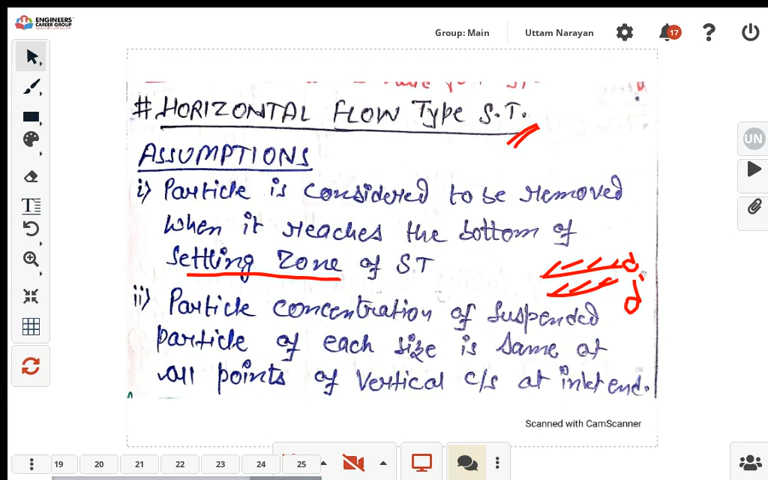 ENGINEERS
CAREER GROUP
Group: Main
Uttam Narayan
17
# HORIZONTAL FLOW Type S.T.
ASSUMPTIONS
i) Particle is considered to be removed
when it reaches the bottom of
settling zone of ST
d
ii) Particle concentration of suspended
d
particle of each size is same at
all points of vertical c/s at inlet end.
Scanned with CamScanner
UN
19 20 21 22 23 24 25